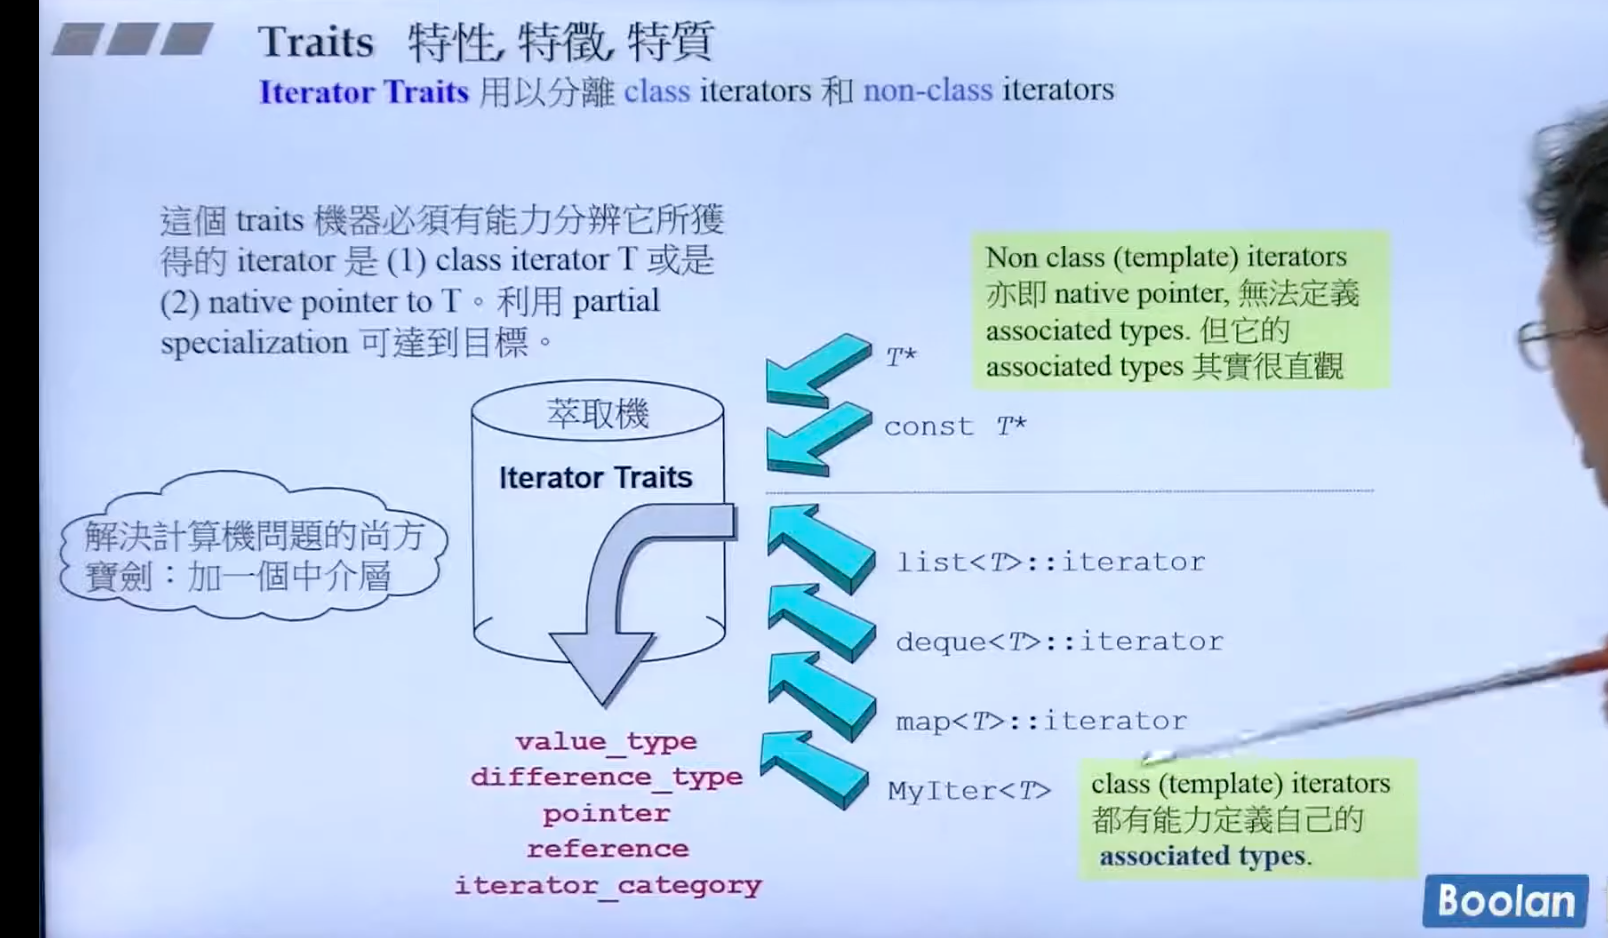 Traits 特性, 特徵, 特質
Iterator Traits 用以分離 class iterators 和 non-class iterators
這個 traits 機器必須有能力分辨它所獲
得的 iterator 是 (1) class iterator T 或是
(2) native pointer to T。利用 partial
specialization 可達到目標。
Non class (template) iterators
亦即 native pointer, 無法定義
associated types. 但它的
associated types 其實很直觀
T*
const T*
萃取機
Iterator Traits
解決計算機問題的尚方
寶劍：加一個中介層
list<T>::iterator
deque<T>::iterator
map<T>::iterator
MyIter<T>
class (template) iterators
都有能力定義自己的
associated types.
value_type
difference_type
pointer
reference
iterator_category
Boolan